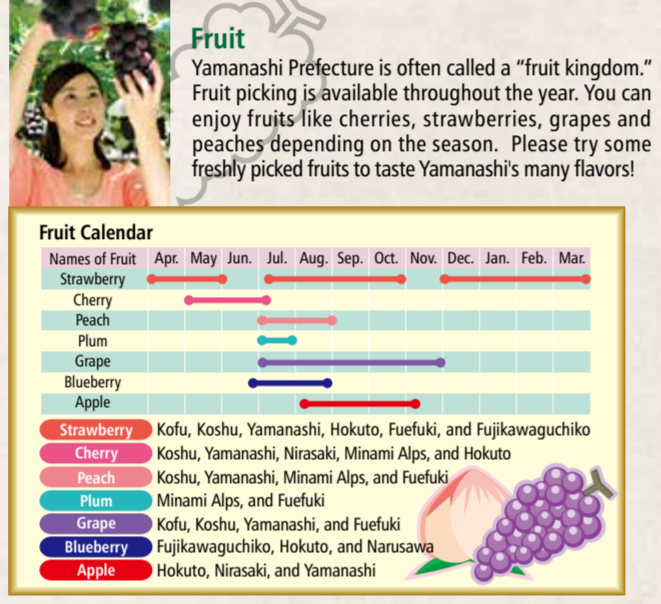 Fruit
Yamanashi Prefecture is often called a “fruit kingdom.”
Fruit picking is available throughout the year. You can
enjoy fruits like cherries, strawberries, grapes and
peaches depending on the season. Please try some
freshly picked fruits to taste Yamanashi's many flavors!
Fruit Calendar
Names of Fruit Apr. May Jun. Jul. Aug. Sep. Oct. Nov. Dec. Jan. Feb. Mar.
Strawberry
Cherry
Peach
Plum
Grape
Blueberry
Apple
Strawberry Kofu, Koshu, Yamanashi, Hokuto, Fuefuki, and Fujikawaguchiko
Cherry Koshu, Yamanashi, Nirasaki, Minami Alps, and Hokuto
Peach Koshu, Yamanashi, Minami Alps, and Fuefuki
Plum Minami Alps, and Fuefuki
Grape Kofu, Koshu, Yamanashi, and Fuefuki
Blueberry Fujikawaguchiko, Hokuto, and Narusawa
Apple Hokuto, Nirasaki, and Yamanashi